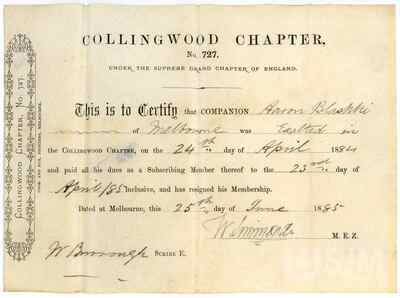 COLLINGWOOD CHAPTER,
No. 727,
UNDER THE SUPREME GRAND CHAPTER OF ENGLAND.
This is to Certify that COMPANION Aaron Blashki
of Melbourne was Exalted in
the COLLINGWOOD CHAPTER, on the 24th day of April 1884
and paid all his dues as a Subscribing Member thereof to the 23rd day of
April/85 inclusive, and has resigned his Membership.
Dated at Melbourne, this 25th day of June 1885
W Simmonds M. E. Z.
W Burrough SCRIBE E.
COLLINGWOOD CHAPTER, No. 727.